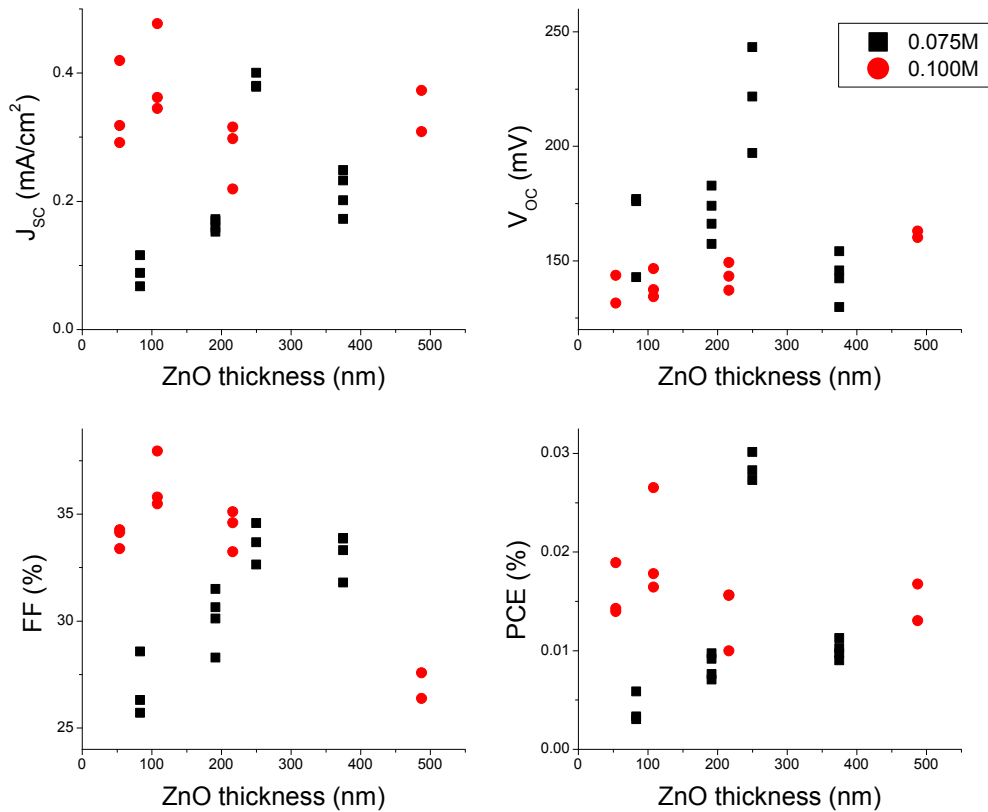 0.4
0.2
0.0
J_SC (mA/cm²)
0 100 200 300 400 500
ZnO thickness (nm)
250
200
150
V_OC (mV)
0 100 200 300 400 500
ZnO thickness (nm)
0.075M
0.100M
35
30
25
FF (%)
0 100 200 300 400 500
ZnO thickness (nm)
0.03
0.02
0.01
0.00
PCE (%)
0 100 200 300 400 500
ZnO thickness (nm)